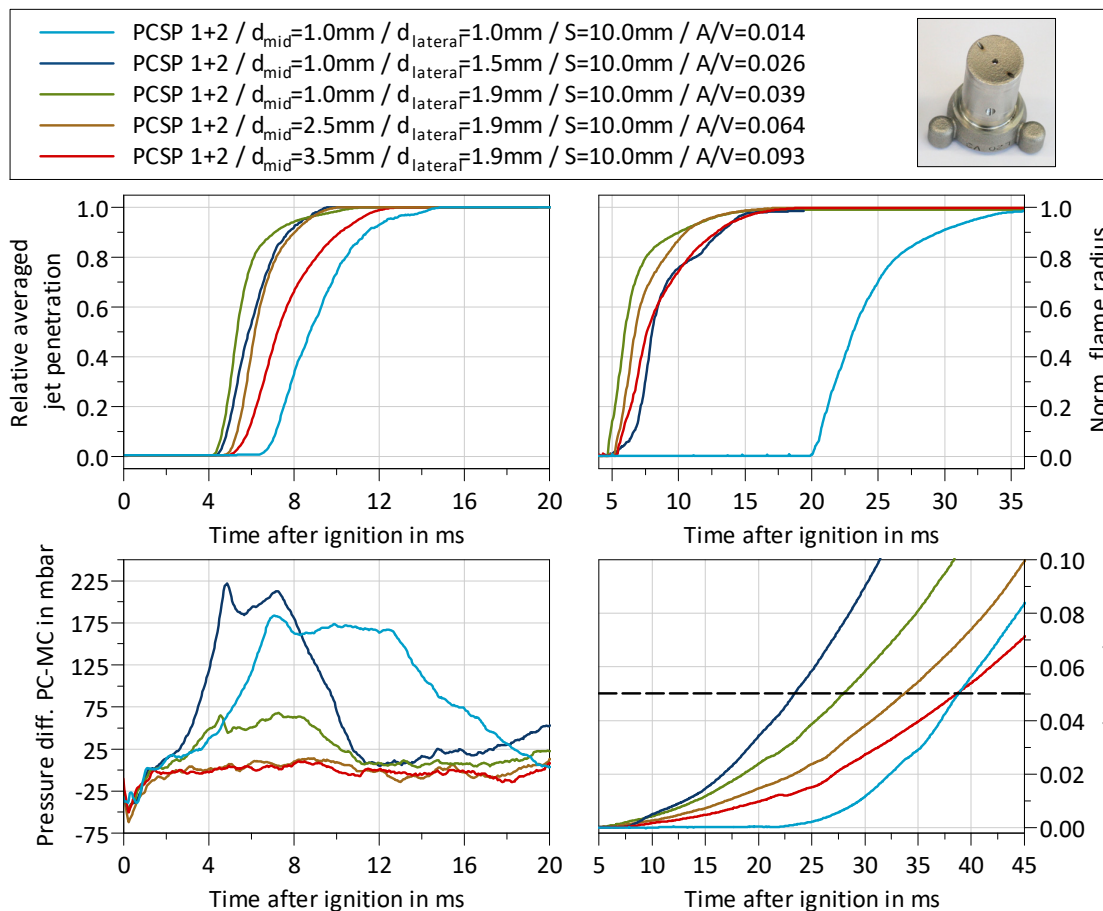 PCSP 1+2 / dmid=1.0mm / dlateral=1.0mm / S=10.0mm / A/V=0.014
PCSP 1+2 / dmid=1.0mm / dlateral=1.5mm / S=10.0mm / A/V=0.026
PCSP 1+2 / dmid=1.0mm / dlateral=1.9mm / S=10.0mm / A/V=0.039
PCSP 1+2 / dmid=2.5mm / dlateral=1.9mm / S=10.0mm / A/V=0.064
PCSP 1+2 / dmid=3.5mm / dlateral=1.9mm / S=10.0mm / A/V=0.093
Relative averaged
jet penetration
1.0
0.8
0.6
0.4
0.2
0.0
0 4 8 12 16 20
Time after ignition in ms
1.0
0.8
0.6
0.4
0.2
0.0
Norm. flame radius
5 10 15 20 25 30 35
Time after ignition in ms
Pressure diff. PC-MC in mbar
225
175
125
75
25
-25
-75
0 4 8 12 16 20
Time after ignition in ms
0.10
0.08
0.06
0.04
0.02
0.00
5 10 15 20 25 30 35 40 45
Time after ignition in ms